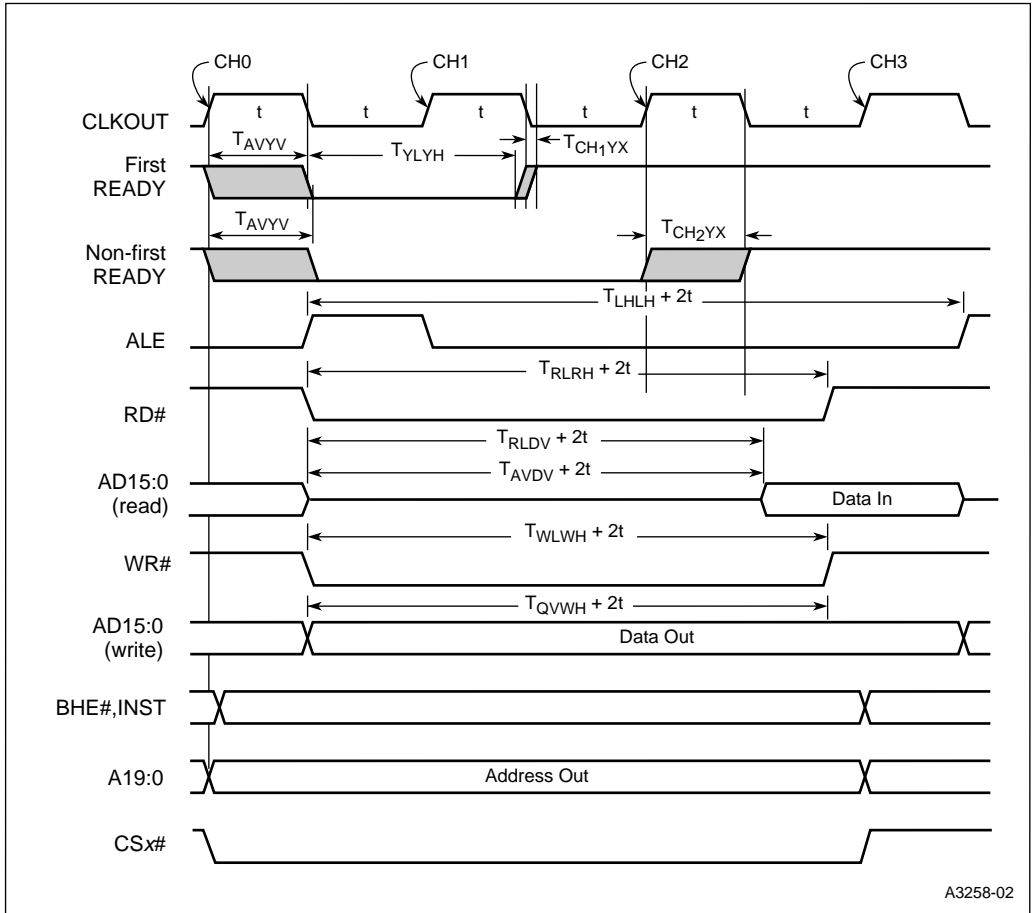 CH0
CH1
CH2
CH3
CLKOUT
t
t
t
t
t
t
t
TAVYV
TYLYH
TCH1YX
First
READY
TAVYV
TCH2YX
Non-first
READY
TLHLH + 2t
ALE
TRLRH + 2t
RD#
TRLDV + 2t
TAVDV + 2t
AD15:0
(read)
Data In
TWLWH + 2t
WR#
TQVWH + 2t
AD15:0
(write)
Data Out
BHE#,INST
A19:0
Address Out
CSx#
A3258-02